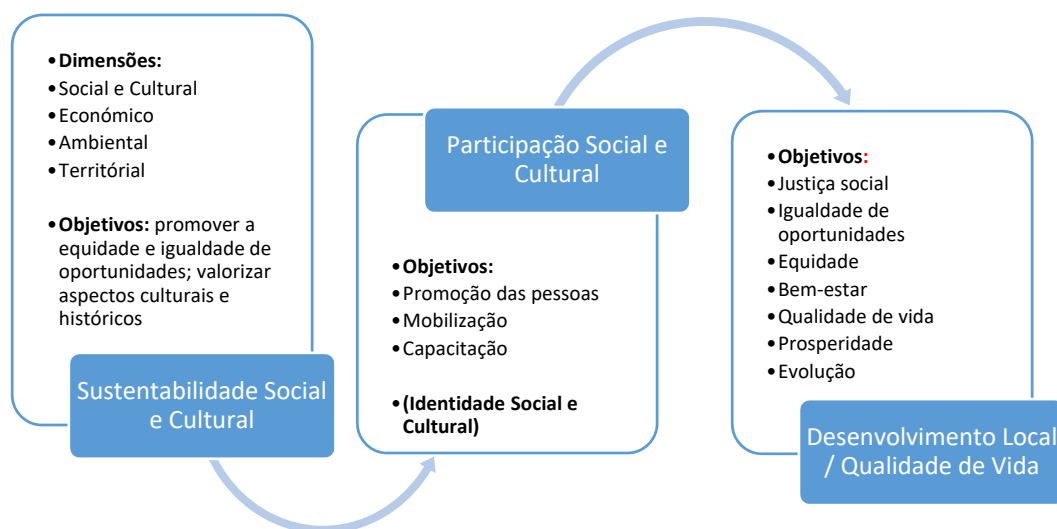 •Dimensões:
•Social e Cultural
•Económico
•Ambiental
•Territórial
•Objetivos: promover a
equidade e igualdade de
oportunidades; valorizar
aspectos culturais e
históricos
Sustentabilidade Social
e Cultural
Participação Social e
Cultural
•Objetivos:
•Promoção das pessoas
•Mobilização
•Capacitação
•(Identidade Social e
Cultural)
•Objetivos:
•Justiça social
•Igualdade de
oportunidades
•Equidade
•Bem-estar
•Qualidade de vida
•Prosperidade
•Evolução
Desenvolvimento Local
/ Qualidade de Vida